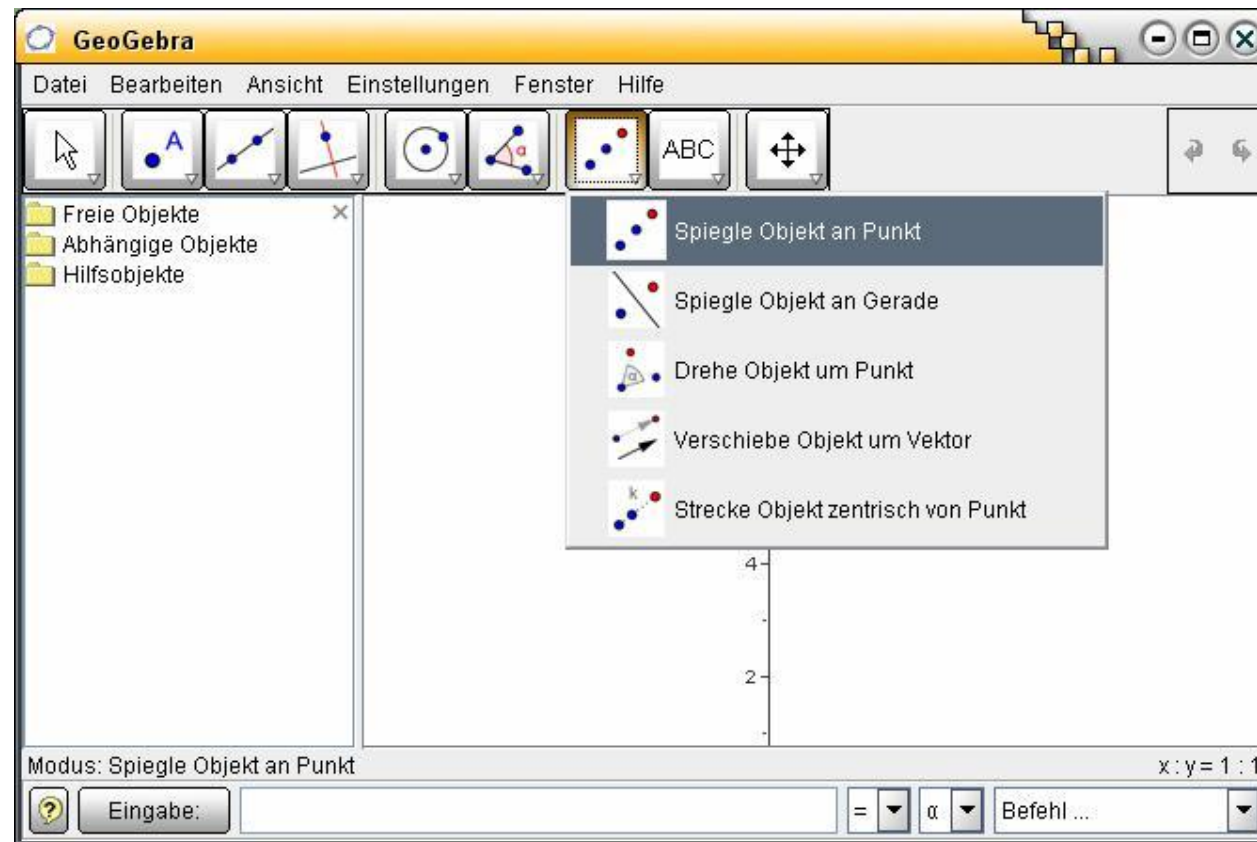 GeoGebra
Datei Bearbeiten Ansicht Einstellungen Fenster Hilfe
A
α
ABC
Freie Objekte
Abhängige Objekte
Hilfsobjekte
Spiegle Objekt an Punkt
Spiegle Objekt an Gerade
α
Drehe Objekt um Punkt
Verschiebe Objekt um Vektor
k
Strecke Objekt zentrisch von Punkt
4
2
Modus: Spiegle Objekt an Punkt
x : y = 1 : 1
?
Eingabe:
=
α
Befehl ...